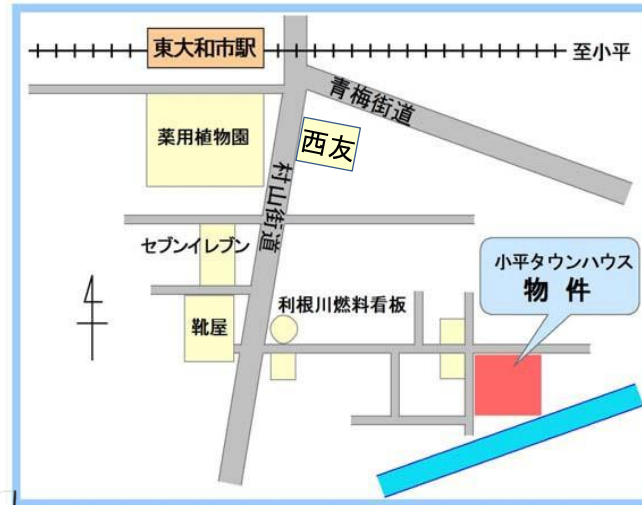 東大和市駅
至小平
青梅街道
薬用植物園
西友
村山街道
セブンイレブン
小平タウンハウス
物件
利根川燃料看板
靴屋